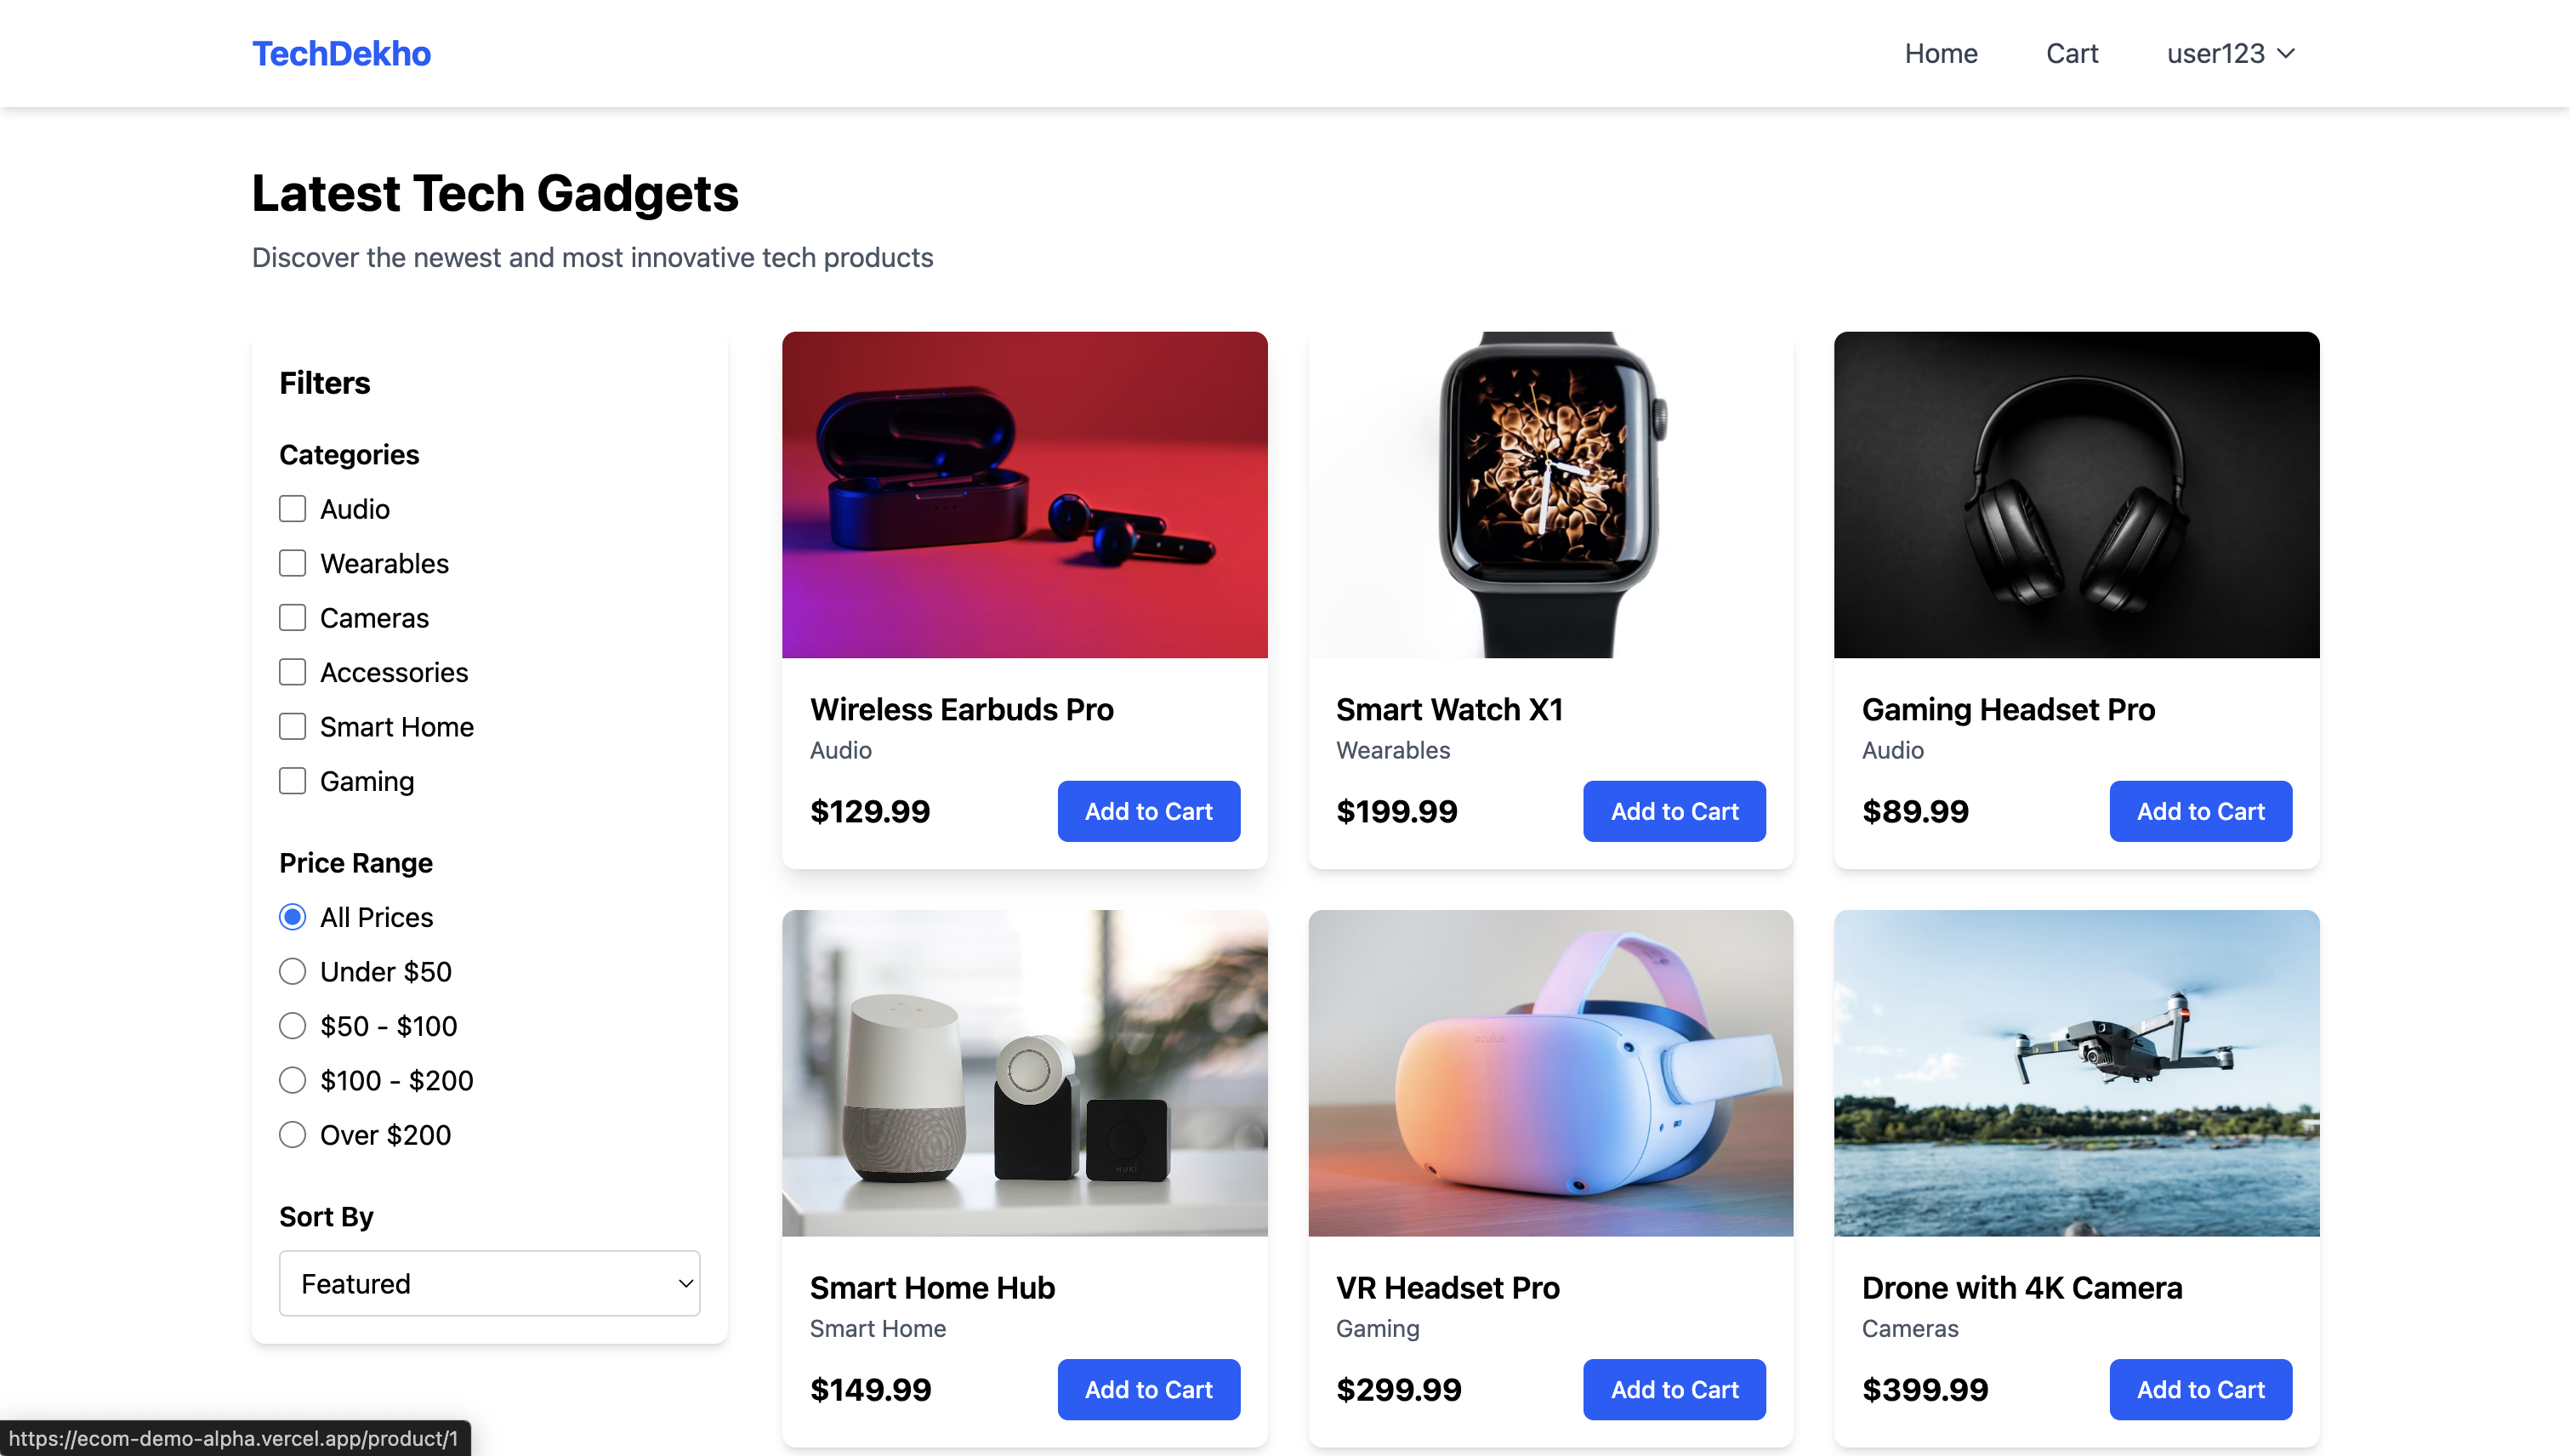 TechDekho
Home Cart user123
Latest Tech Gadgets
Discover the newest and most innovative tech products
Filters
Categories
Audio
Wearables
Cameras
Accessories
Smart Home
Gaming
Price Range
All Prices
Under $50
$50 - $100
$100 - $200
Over $200
Sort By
Featured
Wireless Earbuds Pro
Audio
$129.99 Add to Cart
Smart Watch X1
Wearables
$199.99 Add to Cart
Gaming Headset Pro
Audio
$89.99 Add to Cart
NUKI
Smart Home Hub
Smart Home
$149.99 Add to Cart
oculus
VR Headset Pro
Gaming
$299.99 Add to Cart
Drone with 4K Camera
Cameras
$399.99 Add to Cart
https://ecom-demo-alpha.vercel.app/product/1